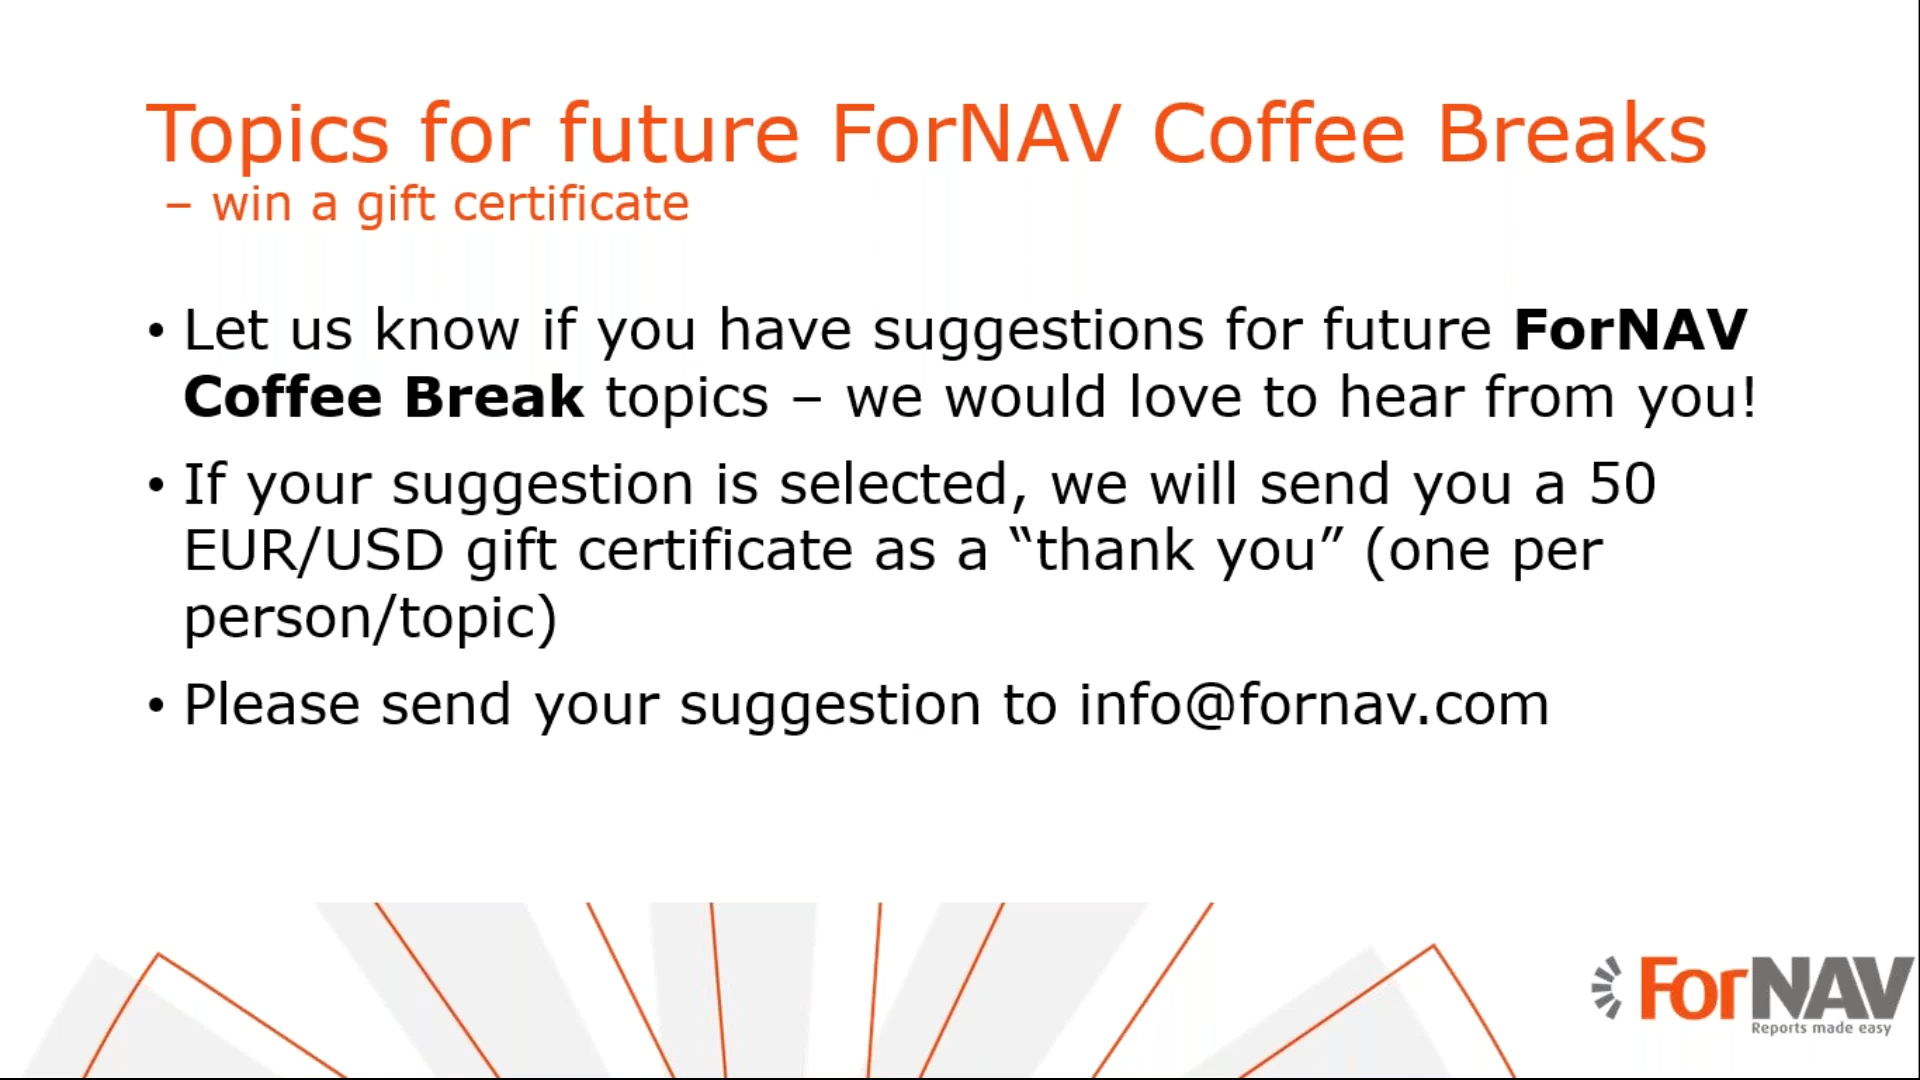 Topics for future ForNAV Coffee Breaks
– win a gift certificate
• Let us know if you have suggestions for future ForNAV
Coffee Break topics – we would love to hear from you!
• If your suggestion is selected, we will send you a 50
EUR/USD gift certificate as a “thank you” (one per
person/topic)
• Please send your suggestion to info@fornav.com
ForNAV
Reports made easy